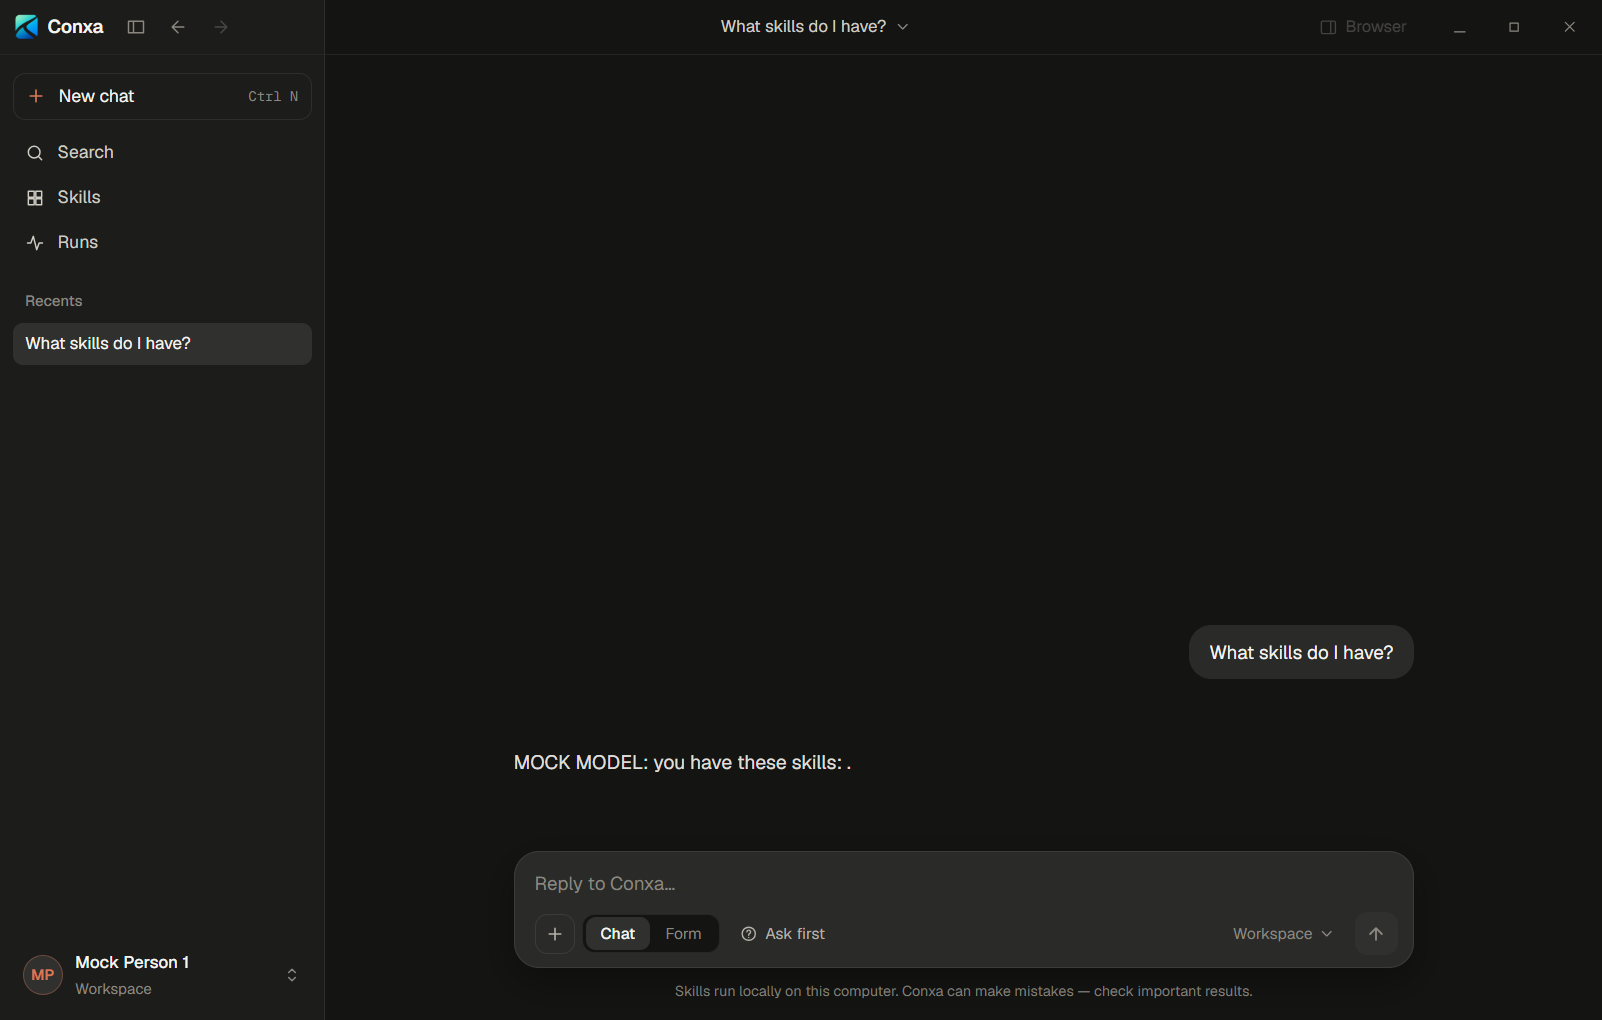 Conxa
What skills do I have?
Browser
New chat
Ctrl N
Search
Skills
Runs
Recents
What skills do I have?
What skills do I have?
MOCK MODEL: you have these skills: .
Reply to Conxa...
Chat
Form
Ask first
Workspace
MP
Mock Person 1
Workspace
Skills run locally on this computer. Conxa can make mistakes — check important results.